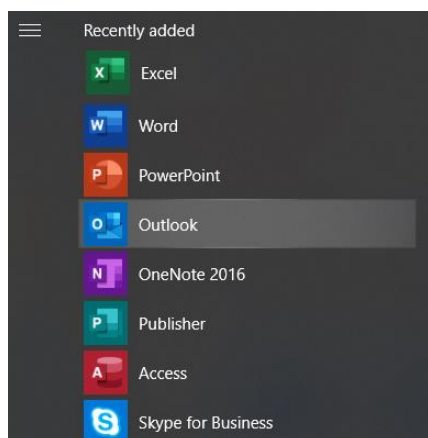 Recently added
Excel
Word
PowerPoint
Outlook
OneNote 2016
Publisher
Access
Skype for Business